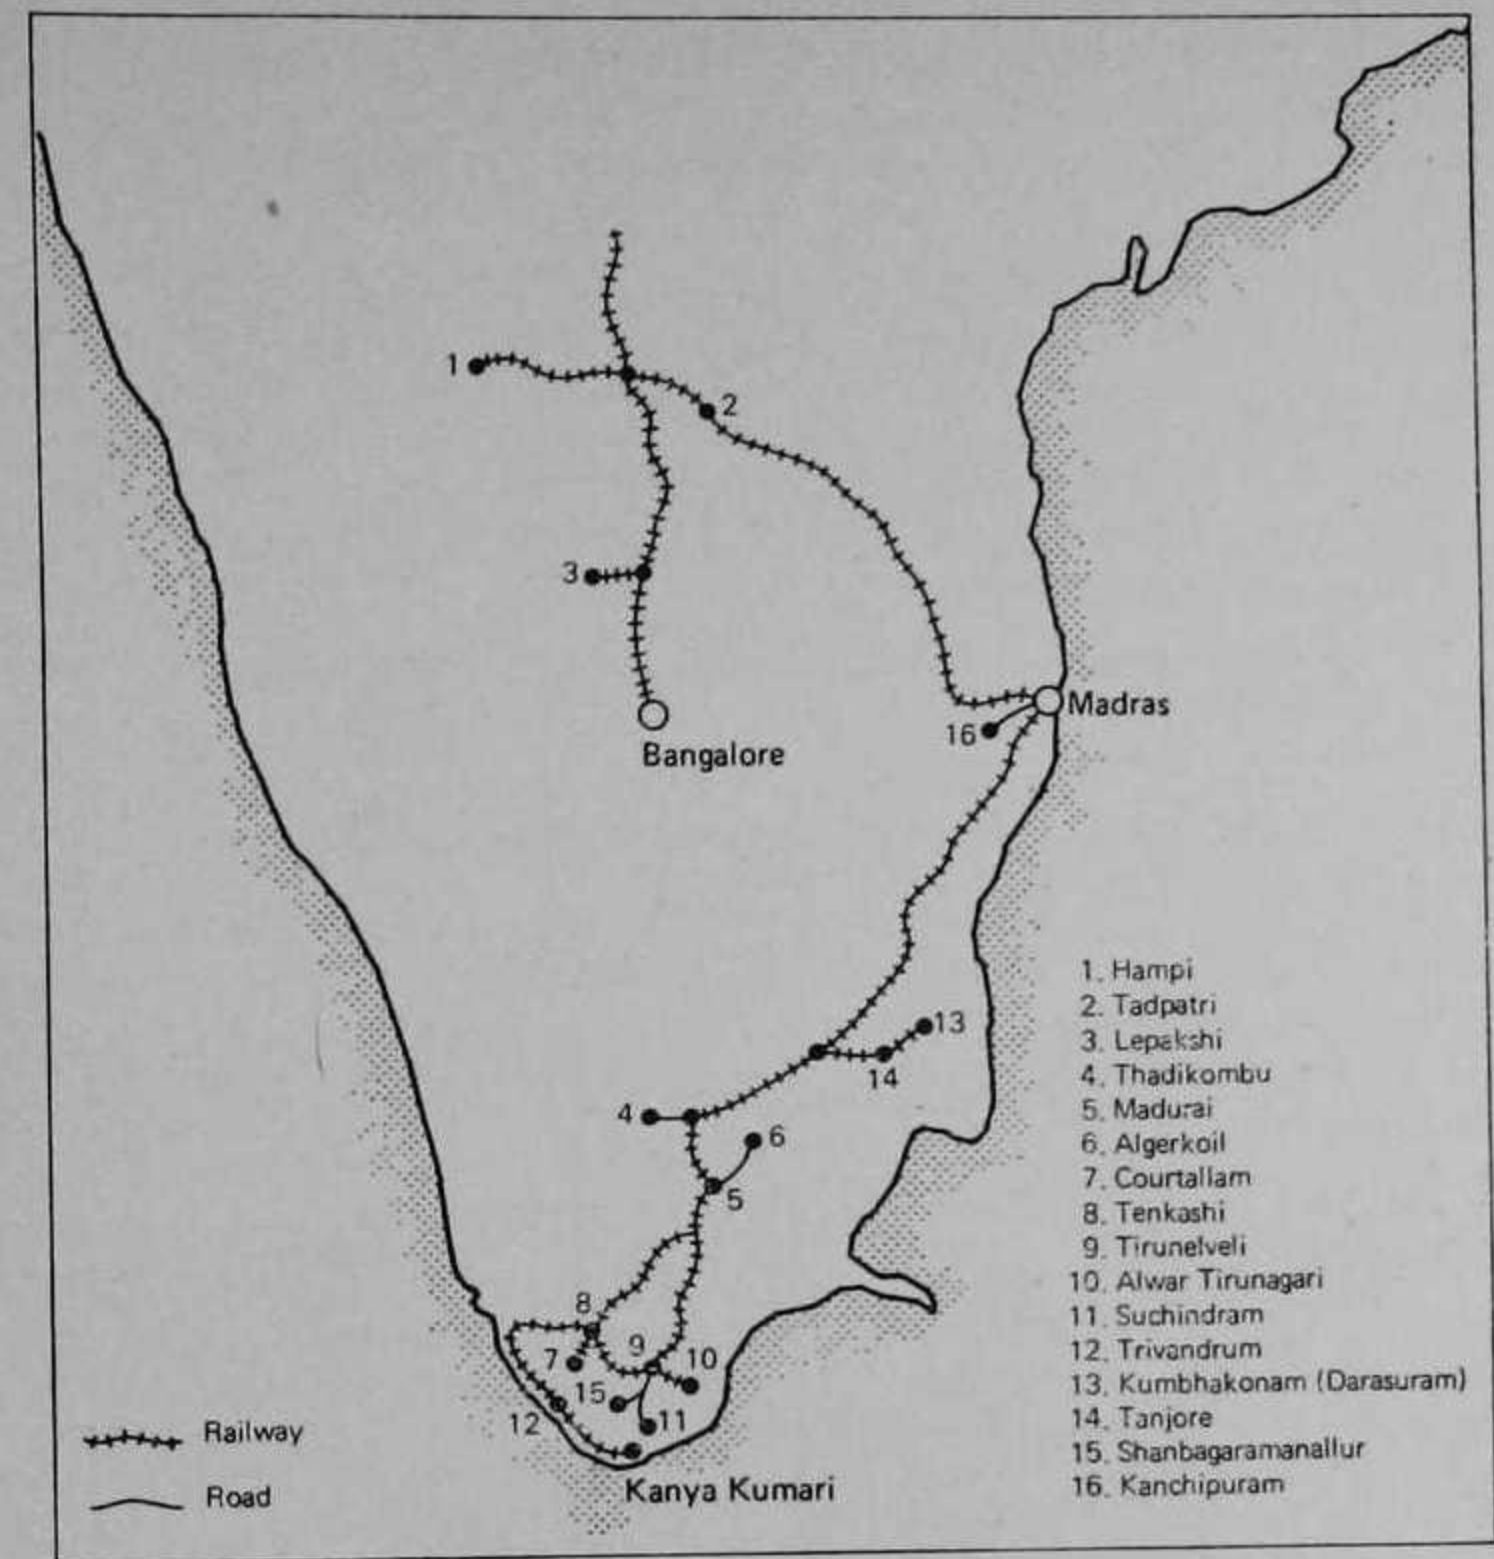 1
2
3
Madras
16
Bangalore
13
14
4
6
5
8
9
7
10
15
11
12
Kanya Kumari
Railway
Road
1. Hampi
2. Tadpatri
3. Lepakshi
4. Thadikombu
5. Madurai
6. Algerkoil
7. Courtallam
8. Tenkashi
9. Tirunelveli
10. Alwar Tirunagari
11. Suchindram
12. Trivandrum
13. Kumbhakonam (Darasuram)
14. Tanjore
15. Shanbagaramanallur
16. Kanchipuram